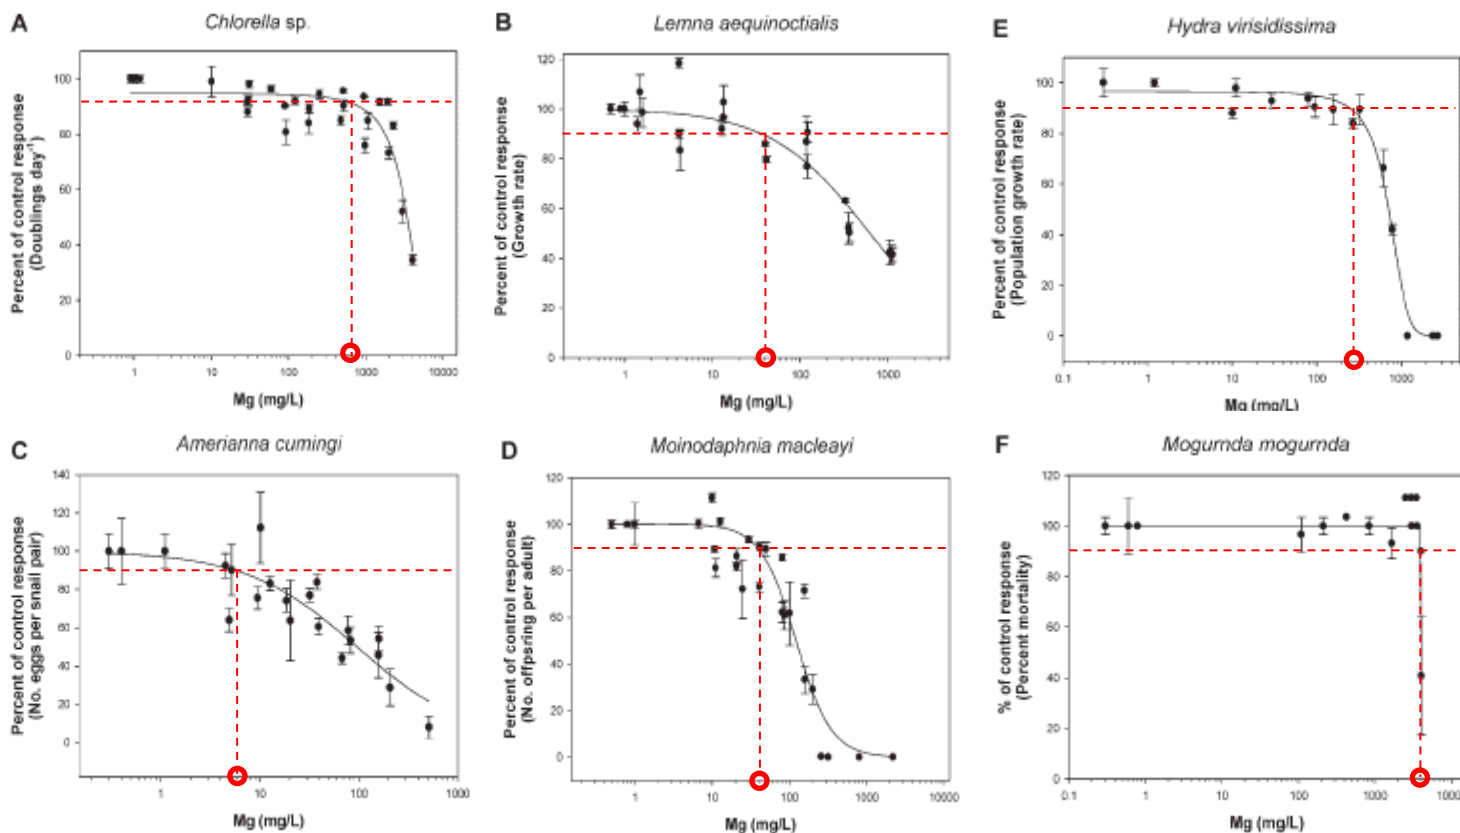 A
Chlorella sp.
Percent of control response
(Doublings day-1)
100
80
60
40
20
0
1
10
100
1000
10000
Mg (mg/L)
B
Lemna aequinoctialis
Percent of control response
(Growth rate)
120
100
80
60
40
20
0
1
10
100
1000
Mg (mg/L)
E
Hydra virisidissima
Percent of control response
(Population growth rate)
100
80
60
40
20
0
0.1
1
10
100
1000
Mg (mg/L)
C
Amerianna cumingi
Percent of control response
(No. eggs per snail pair)
140
120
100
80
60
40
20
0
1
10
100
1000
Mg (mg/L)
D
Moinodaphnia macleayi
Percent of control response
(No. offpsring per adult)
120
100
80
60
40
20
0
1
10
100
1000
10000
Mg (mg/L)
F
Mogurnda mogurnda
% of control response
(Percent mortality)
120
100
80
60
40
20
0
0.1
1
10
100
1000
1000
Mg (mg/L)